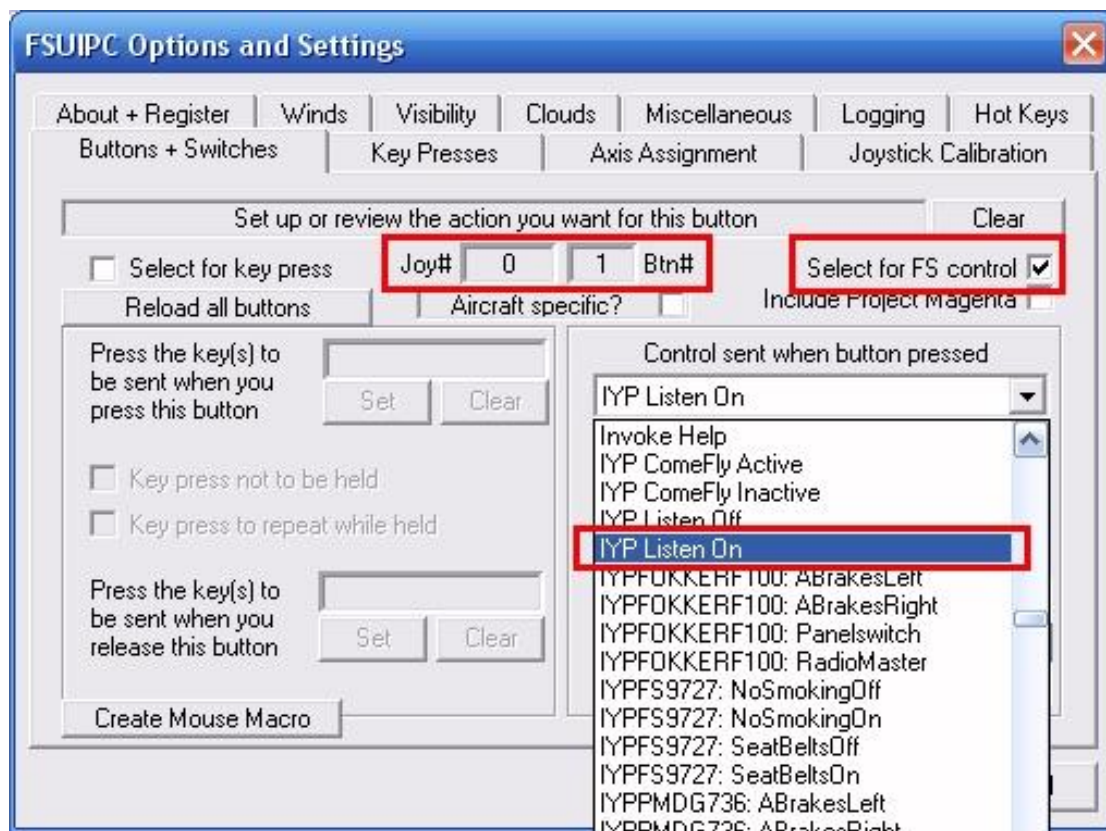 FSUIPC Options and Settings
About + Register Winds Visibility Clouds Miscellaneous Logging Hot Keys
Buttons + Switches Key Presses Axis Assignment Joystick Calibration
Set up or review the action you want for this button Clear
Select for key press Joy# 0 1 Btn# Select for FS control
Reload all buttons Aircraft specific? Include Project Magenta
Press the key(s) to
be sent when you
press this button
Set Clear
Key press not to be held
Key press to repeat while held
Press the key(s) to
be sent when you
release this button
Set Clear
Create Mouse Macro
Control sent when button pressed
IYP Listen On
Invoke Help
IYP ComeFly Active
IYP ComeFly Inactive
IYP Listen Off
IYP Listen On
IYPFOKKERF100: ABrakesLeft
IYPFOKKERF100: ABrakesRight
IYPFOKKERF100: Panelswitch
IYPFOKKERF100: RadioMaster
IYPFS9727: NoSmokingOff
IYPFS9727: NoSmokingOn
IYPFS9727: SeatBeltsOff
IYPFS9727: SeatBeltsOn
IYPPMDG736: ABrakesLeft
IYPPMDG736: ABrakesRight